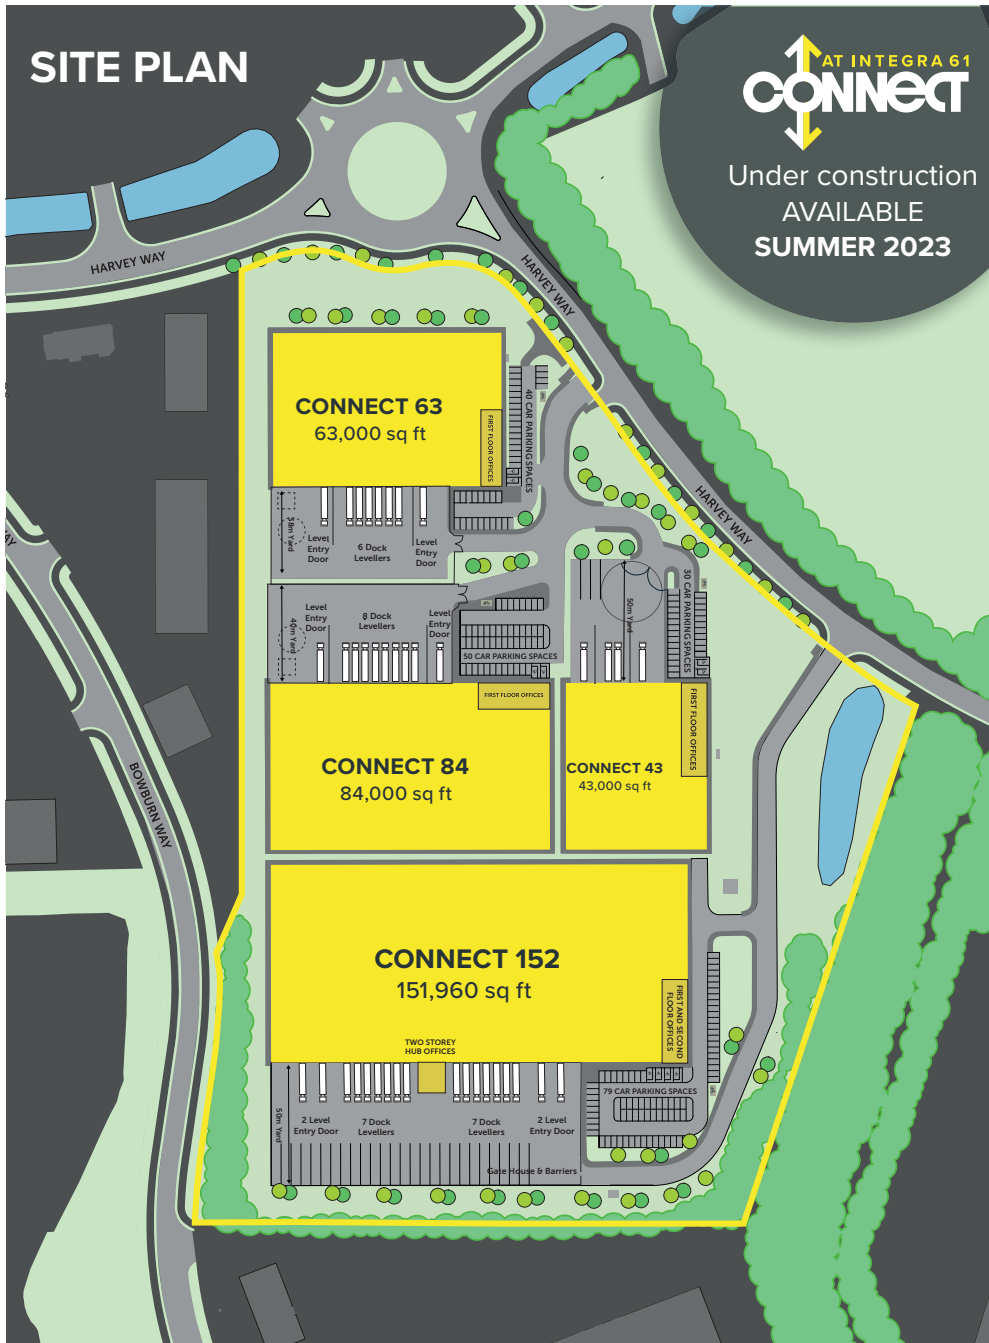 SITE PLAN
AT INTEGRA 61
CONNECT
Under construction
AVAILABLE
SUMMER 2023
HARVEY WAY
HARVEY WAY
HARVEY WAY
CONNECT 63
63,000 sq ft
FIRST FLOOR OFFICES
40 CAR PARKING SPACES
38m Yard
Level
Entry
Door
6 Dock
Levellers
Level
Entry
Door
40m Yard
Level
Entry
Door
8 Dock
Levellers
Level
Entry
Door
50 CAR PARKING SPACES
50m Yard
30 CAR PARKING SPACES
FIRST FLOOR OFFICES
CONNECT 84
84,000 sq ft
FIRST FLOOR OFFICES
CONNECT 43
43,000 sq ft
BOWBURN WAY
CONNECT 152
151,960 sq ft
FIRST AND SECOND
FLOOR OFFICES
TWO STOREY
HUB OFFICES
50m Yard
2 Level
Entry Door
7 Dock
Levellers
7 Dock
Levellers
2 Level
Entry Door
79 CAR PARKING SPACES
Gate House & Barriers